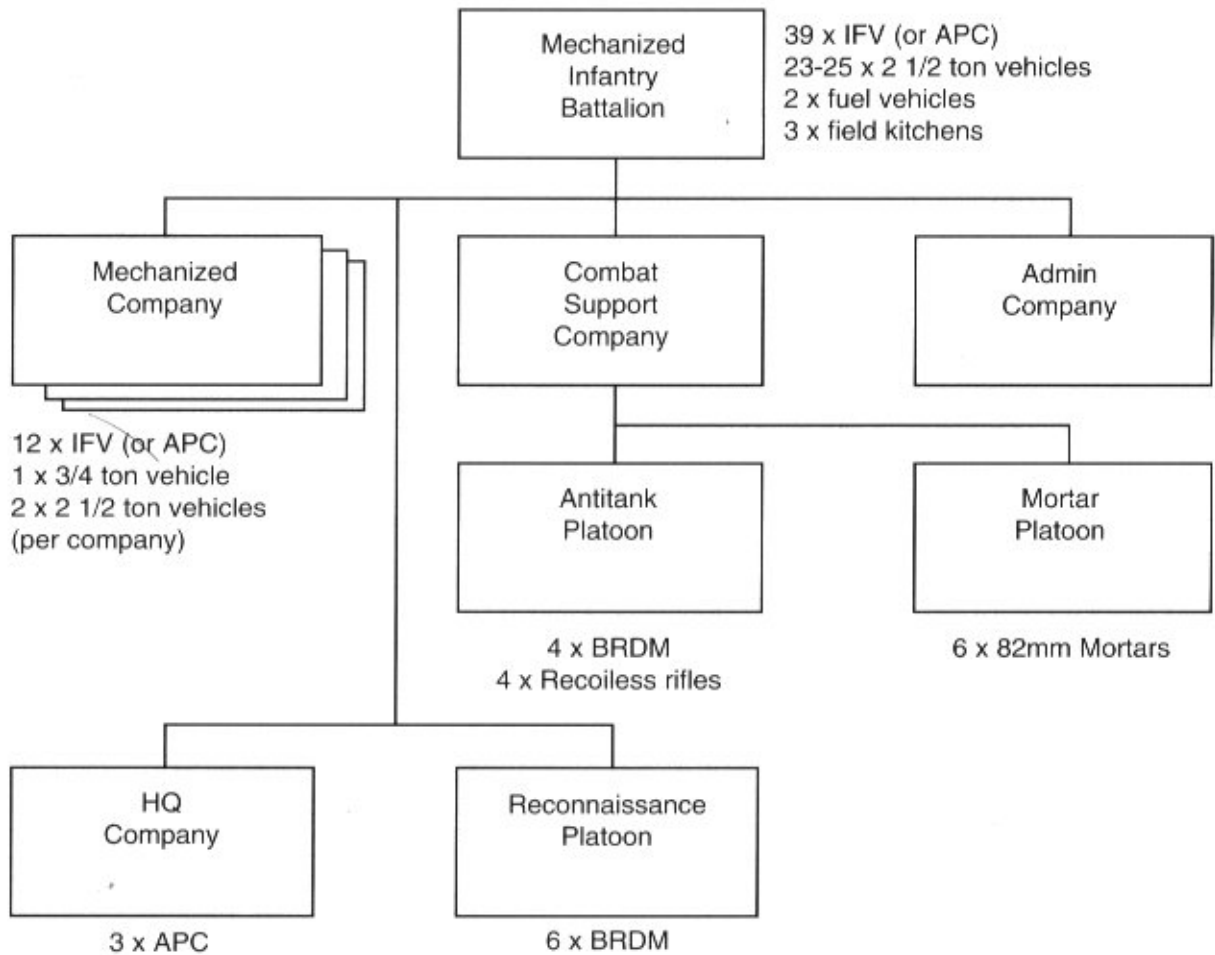 Mechanized
Infantry
Battalion
39 x IFV (or APC)
23-25 x 2 1/2 ton vehicles
2 x fuel vehicles
3 x field kitchens
Mechanized
Company
12 x IFV (or APC)
1 x 3/4 ton vehicle
2 x 2 1/2 ton vehicles
(per company)
Combat
Support
Company
Admin
Company
Antitank
Platoon
4 x BRDM
4 x Recoiless rifles
Mortar
Platoon
6 x 82mm Mortars
HQ
Company
3 x APC
Reconnaissance
Platoon
6 x BRDM